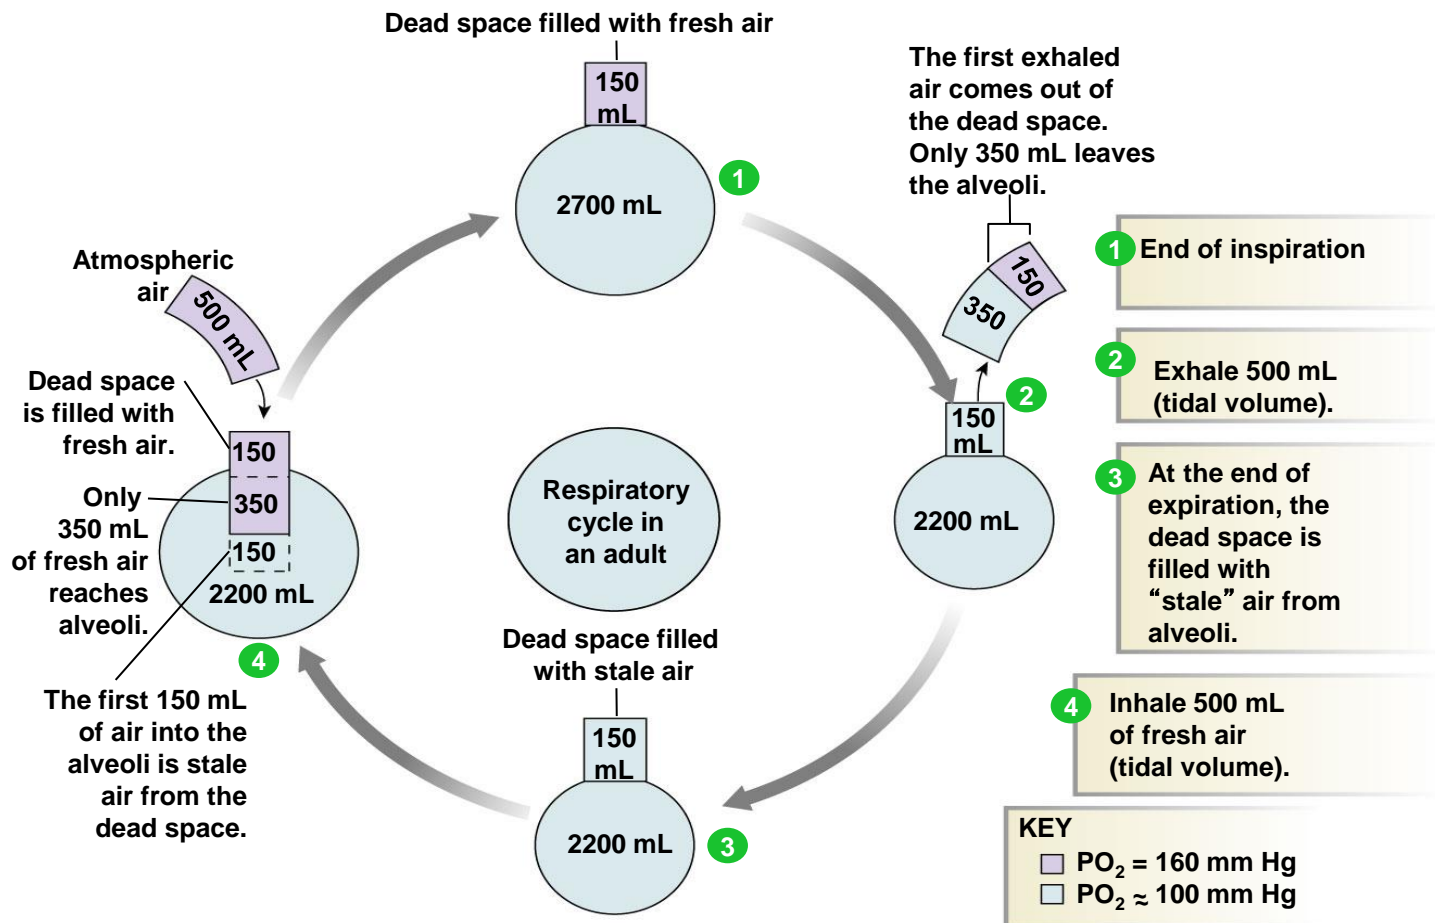 Dead space filled with fresh air
150
mL
2700 mL
1
The first exhaled
air comes out of
the dead space.
Only 350 mL leaves
the alveoli.
150
350
2
150
mL
2200 mL
Dead space filled
with stale air
150
mL
2200 mL
3
Atmospheric
air
500 mL
Dead space
is filled with
fresh air.
150
Only
350 mL
of fresh air
reaches
alveoli.
350
150
2200 mL
4
The first 150 mL
of air into the
alveoli is stale
air from the
dead space.
Respiratory
cycle in
an adult
1 End of inspiration
2 Exhale 500 mL
(tidal volume).
3 At the end of
expiration, the
dead space is
filled with
“stale” air from
alveoli.
4 Inhale 500 mL
of fresh air
(tidal volume).
KEY
PO₂ = 160 mm Hg
PO₂ ≈ 100 mm Hg